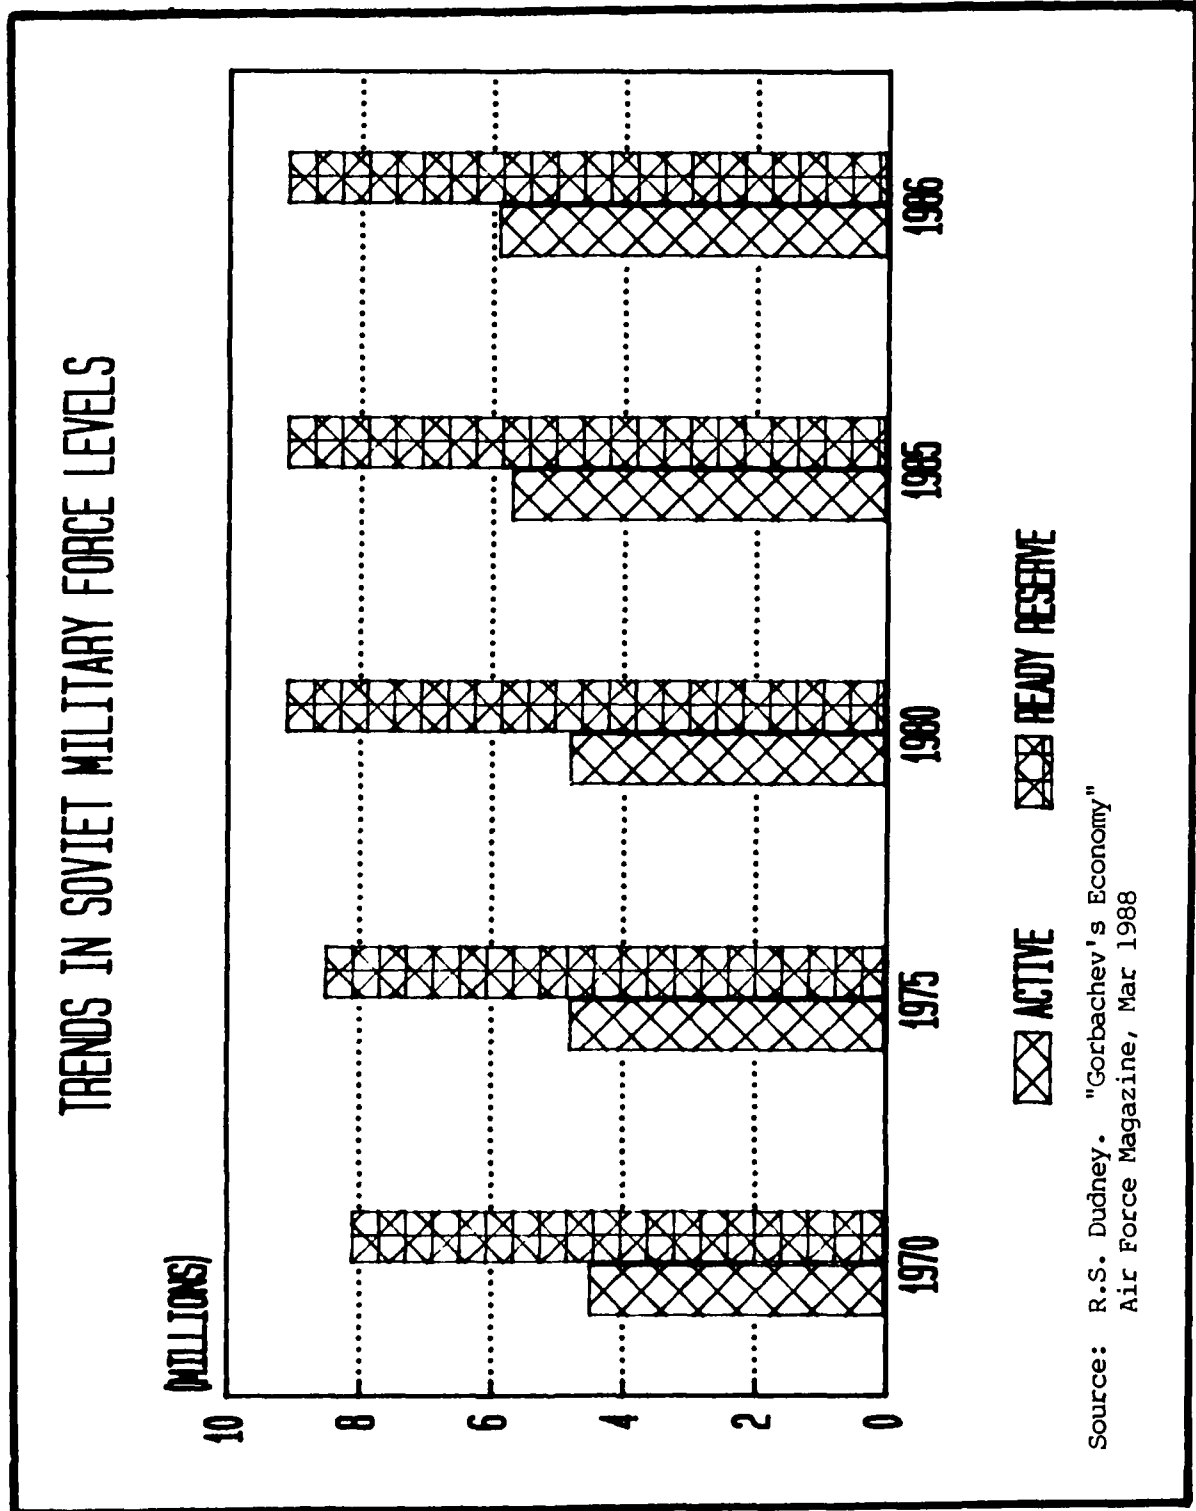 TRENDS IN SOVIET MILITARY FORCE LEVELS
(MILLIONS)
10
8
6
4
2
0
1970 1975 1980 1985 1986
ACTIVE READY RESERVE
Source: R.S. Dudney. "Gorbachev's Economy"
Air Force Magazine, Mar 1988